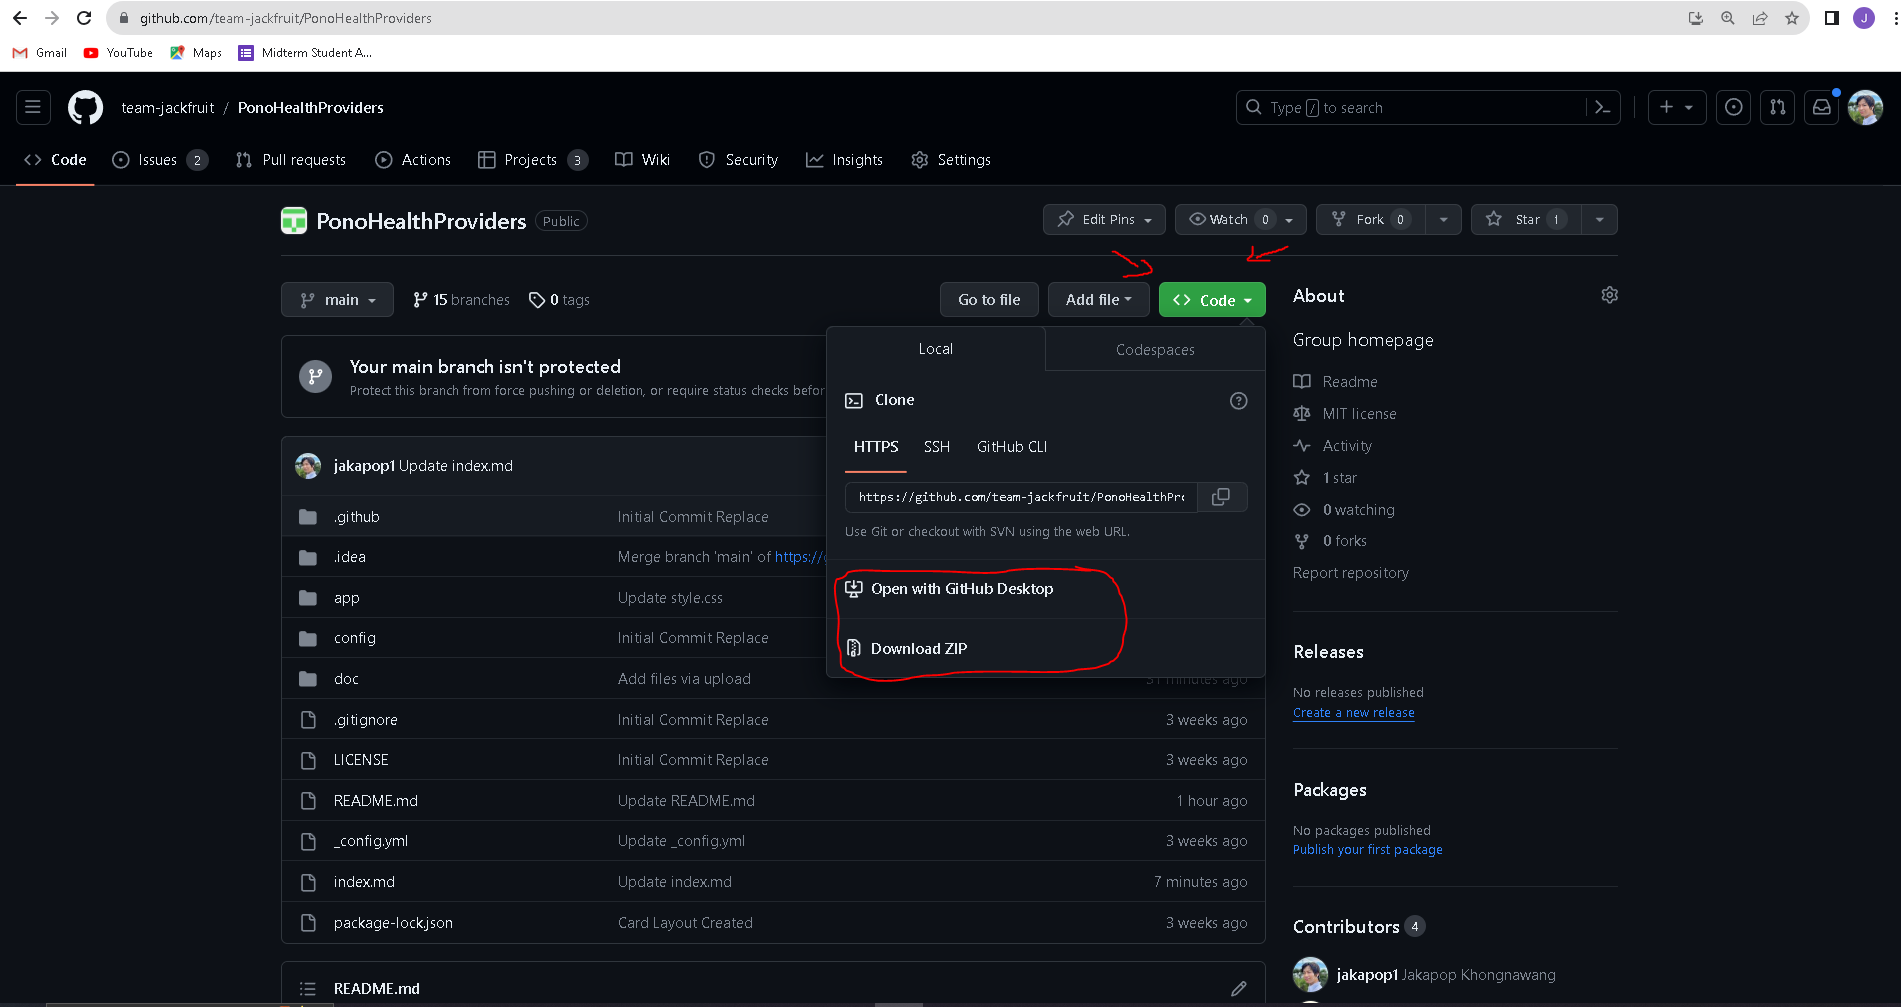 github.com/team-jackfruit/PonoHealthProviders
J
Gmail YouTube Maps Midterm Student A...
team-jackfruit / PonoHealthProviders
Type / to search
Code Issues 2 Pull requests Actions Projects 3 Wiki Security Insights Settings
PonoHealthProviders Public
Edit Pins Watch 0 Fork 0 Star 1
main 15 branches 0 tags
Go to file Add file <> Code
Local Codespaces
Clone
HTTPS SSH GitHub CLI
https://github.com/team-jackfruit/PonoHealthPr
Use Git or checkout with SVN using the web URL.
Open with GitHub Desktop
Download ZIP
Your main branch isn't protected
Protect this branch from force pushing or deletion, or require status checks befor
jakapop1 Update index.md
.github Initial Commit Replace
.idea Merge branch 'main' of https://
app Update style.css
config Initial Commit Replace
doc Add files via upload 51 minutes ago
.gitignore Initial Commit Replace 3 weeks ago
LICENSE Initial Commit Replace 3 weeks ago
README.md Update README.md 1 hour ago
_config.yml Update _config.yml 3 weeks ago
index.md Update index.md 7 minutes ago
package-lock.json Card Layout Created 3 weeks ago
README.md
About
Group homepage
Readme
MIT license
Activity
1 star
0 watching
0 forks
Report repository
Releases
No releases published
Create a new release
Packages
No packages published
Publish your first package
Contributors 4
jakapop1 Jakapop Khongnawang